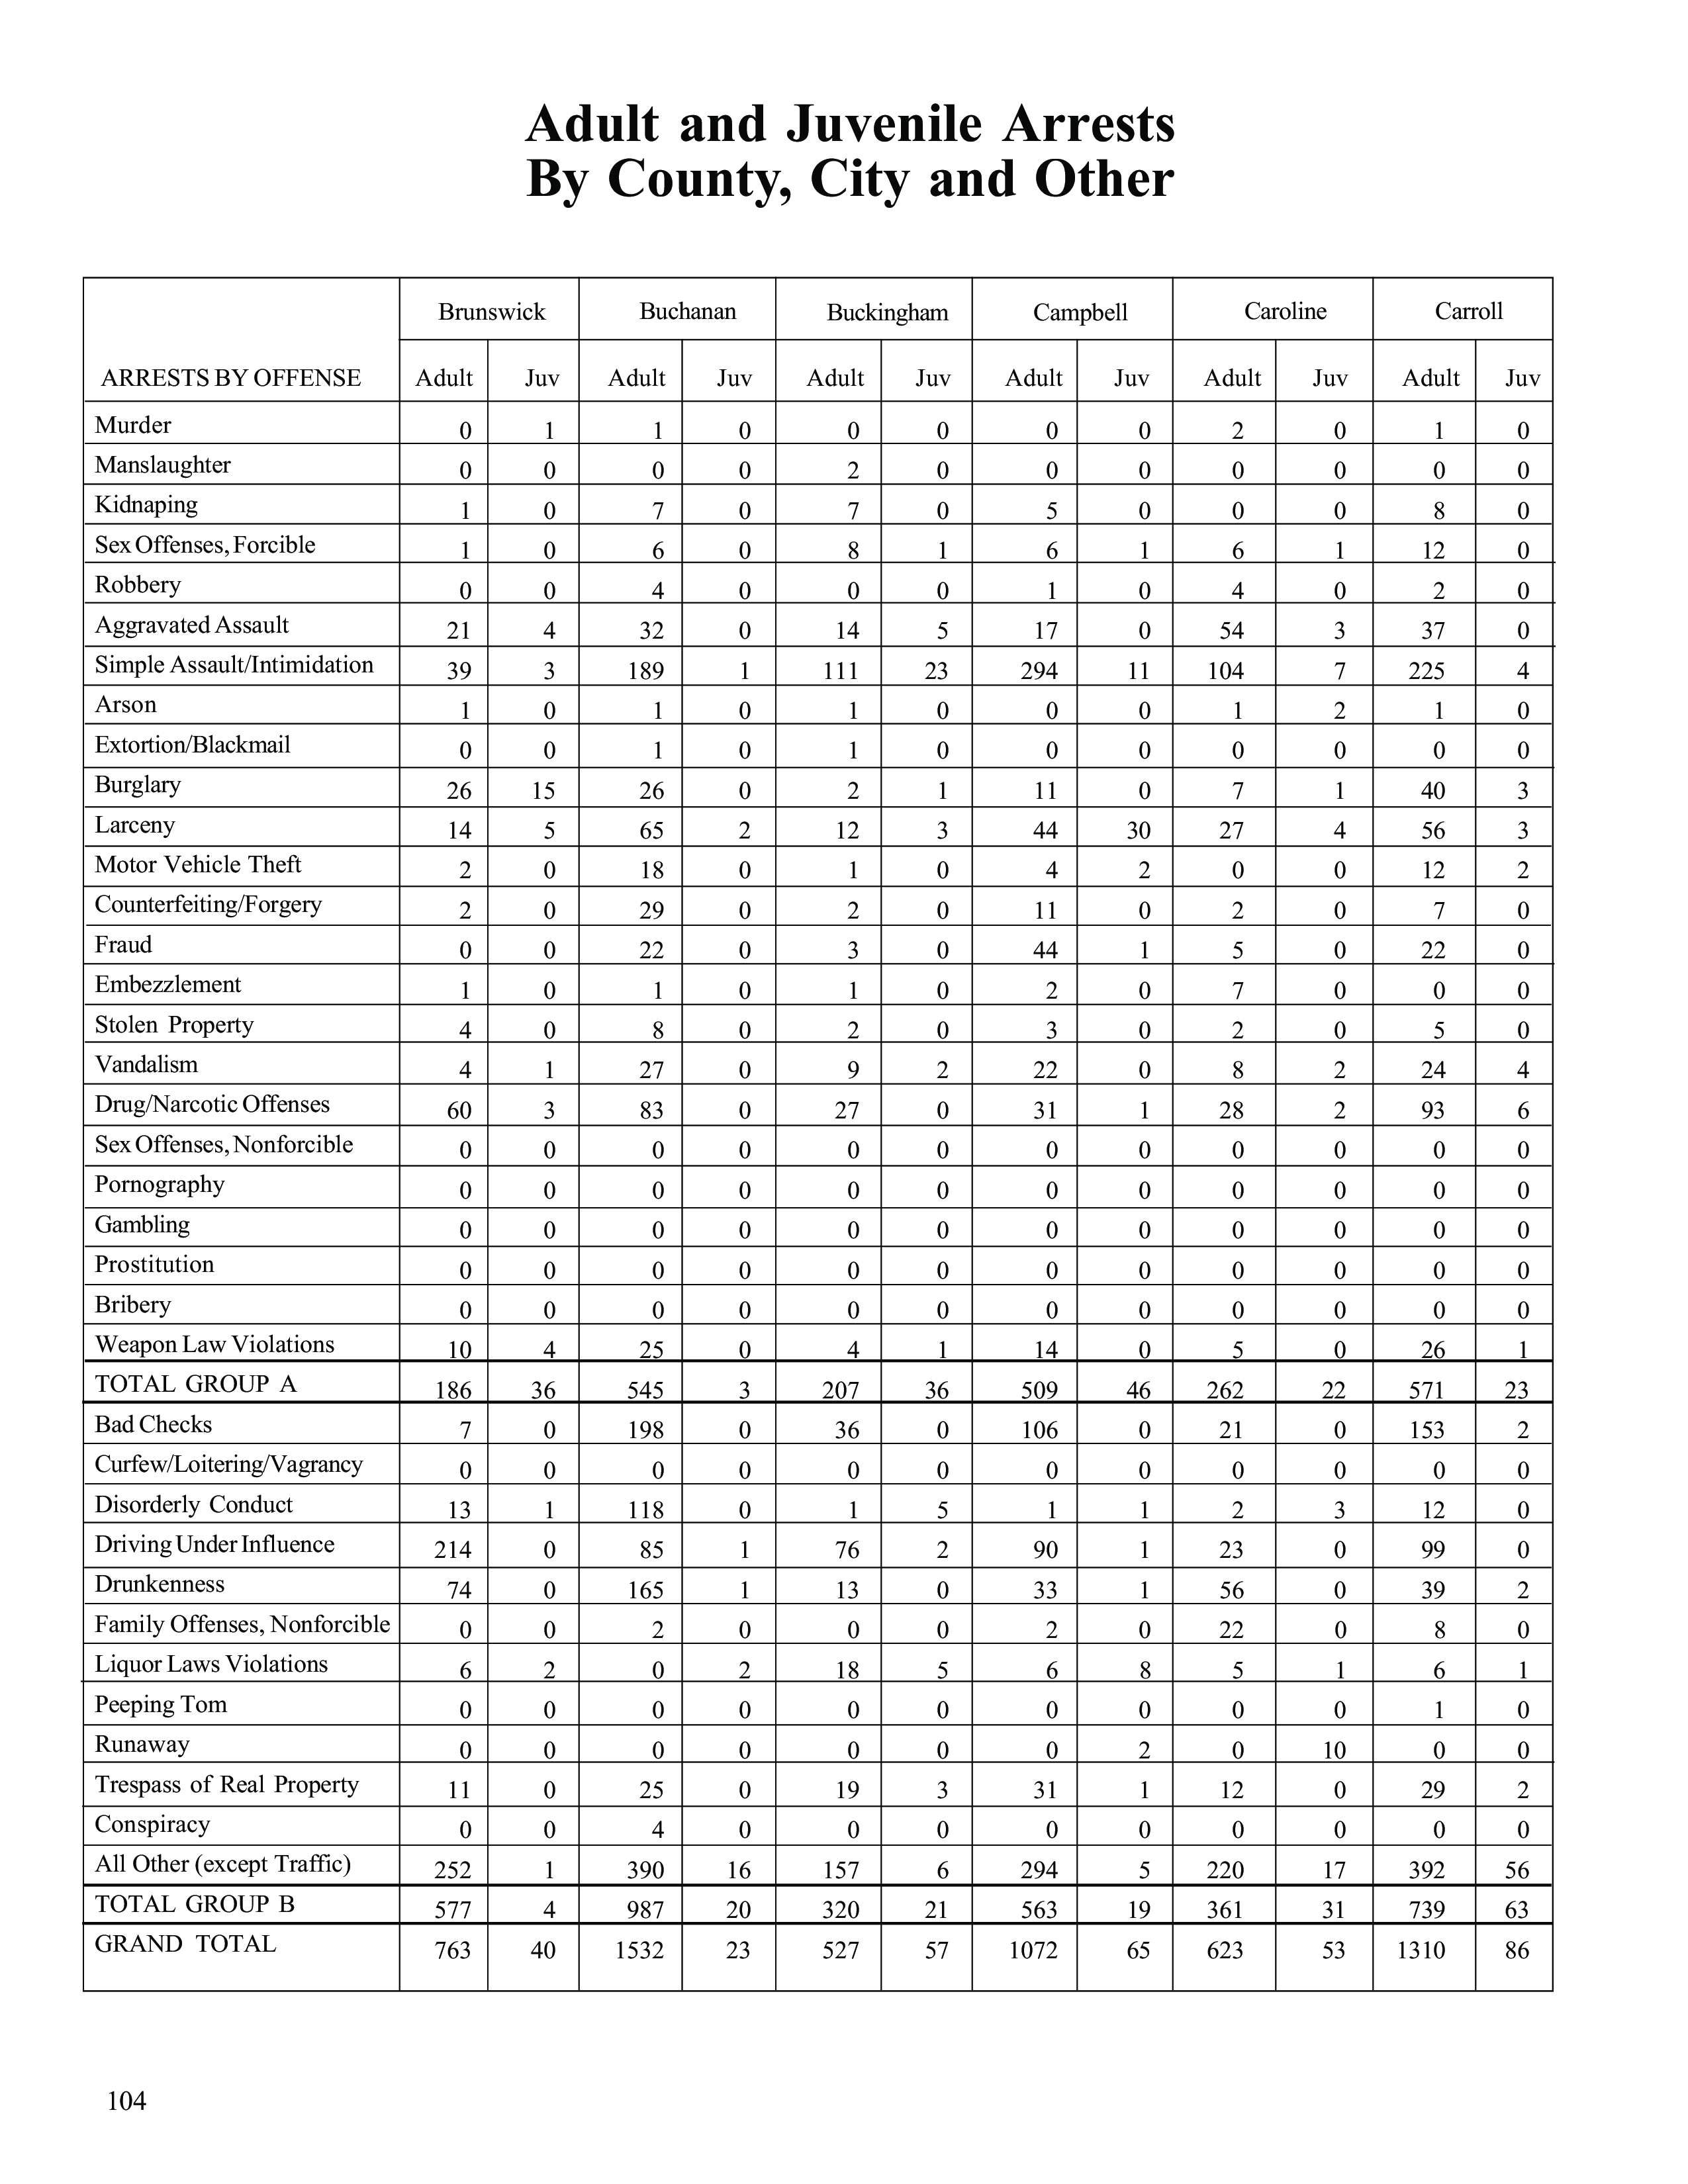 Adult and Juvenile Arrests
By County, City and Other
Brunswick Buchanan Buckingham Campbell Caroline Carroll
ARRESTS BY OFFENSE Adult Juv Adult Juv Adult Juv Adult Juv Adult Juv Adult Juv
Murder 0 1 1 0 0 0 0 0 2 0 1 0
Manslaughter 0 0 0 0 2 0 0 0 0 0 0 0
Kidnaping 1 0 7 0 7 0 5 0 0 0 8 0
Sex Offenses, Forcible 1 0 6 0 8 1 6 1 6 1 12 0
Robbery 0 0 4 0 0 0 1 0 4 0 2 0
Aggravated Assault 21 4 32 0 14 5 17 0 54 3 37 0
Simple Assault/Intimidation 39 3 189 1 111 23 294 11 104 7 225 4
Arson 1 0 1 0 1 0 0 0 1 2 1 0
Extortion/Blackmail 0 0 1 0 1 0 0 0 0 0 0 0
Burglary 26 15 26 0 2 1 11 0 7 1 40 3
Larceny 14 5 65 2 12 3 44 30 27 4 56 3
Motor Vehicle Theft 2 0 18 0 1 0 4 2 0 0 12 2
Counterfeiting/Forgery 2 0 29 0 2 0 11 0 2 0 7 0
Fraud 0 0 22 0 3 0 44 1 5 0 22 0
Embezzlement 1 0 1 0 1 0 2 0 7 0 0 0
Stolen Property 4 0 8 0 2 0 3 0 2 0 5 0
Vandalism 4 1 27 0 9 2 22 0 8 2 24 4
Drug/Narcotic Offenses 60 3 83 0 27 0 31 1 28 2 93 6
Sex Offenses, Nonforcible 0 0 0 0 0 0 0 0 0 0 0 0
Pornography 0 0 0 0 0 0 0 0 0 0 0 0
Gambling 0 0 0 0 0 0 0 0 0 0 0 0
Prostitution 0 0 0 0 0 0 0 0 0 0 0 0
Bribery 0 0 0 0 0 0 0 0 0 0 0 0
Weapon Law Violations 10 4 25 0 4 1 14 0 5 0 26 1
TOTAL GROUP A 186 36 545 3 207 36 509 46 262 22 571 23
Bad Checks 7 0 198 0 36 0 106 0 21 0 153 2
Curfew/Loitering/Vagrancy 0 0 0 0 0 0 0 0 0 0 0 0
Disorderly Conduct 13 1 118 0 1 5 1 1 2 3 12 0
Driving Under Influence 214 0 85 1 76 2 90 1 23 0 99 0
Drunkenness 74 0 165 1 13 0 33 1 56 0 39 2
Family Offenses, Nonforcible 0 0 2 0 0 0 2 0 22 0 8 0
Liquor Laws Violations 6 2 0 2 18 5 6 8 5 1 6 1
Peeping Tom 0 0 0 0 0 0 0 0 0 0 1 0
Runaway 0 0 0 0 0 0 0 2 0 10 0 0
Trespass of Real Property 11 0 25 0 19 3 31 1 12 0 29 2
Conspiracy 0 0 4 0 0 0 0 0 0 0 0 0
All Other (except Traffic) 252 1 390 16 157 6 294 5 220 17 392 56
TOTAL GROUP B 577 4 987 20 320 21 563 19 361 31 739 63
GRAND TOTAL 763 40 1532 23 527 57 1072 65 623 53 1310 86
104